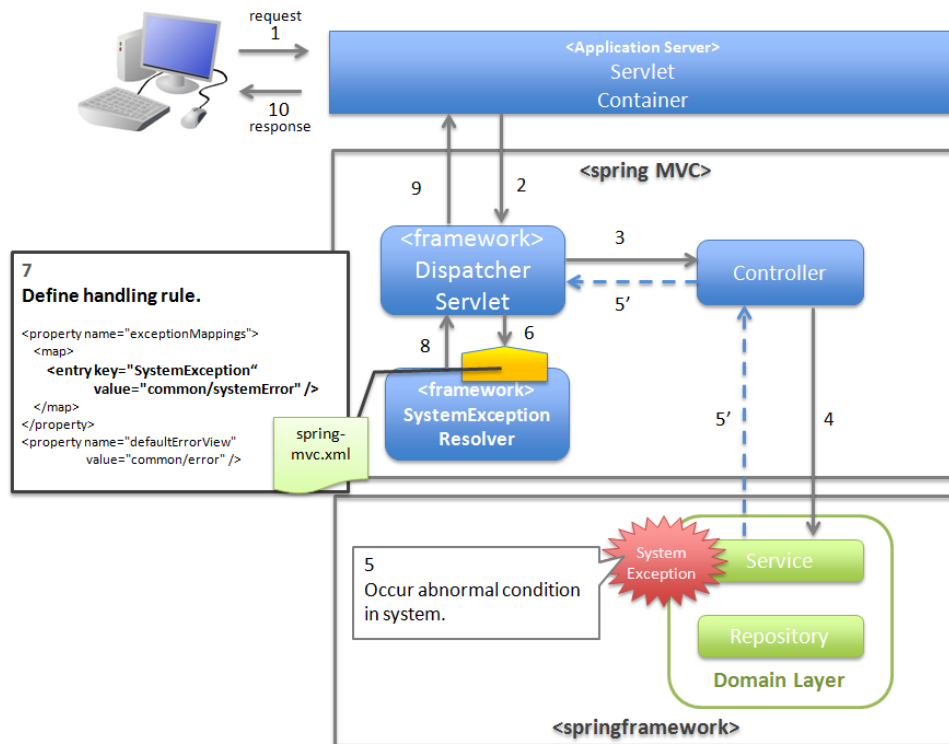 request
1
10
response
<Application Server>
Servlet
Container
<spring MVC>
9
2
<framework>
Dispatcher
Servlet
3
Controller
5’
7
Define handling rule.
<property name="exceptionMappings">
<map>
<entry key="SystemException“
value="common/systemError" />
</map>
</property>
<property name="defaultErrorView"
value="common/error" />
spring-
mvc.xml
8
6
<framework>
SystemException
Resolver
5’
4
5
Occur abnormal condition
in system.
System
Exception
Service
Repository
Domain Layer
<springframework>